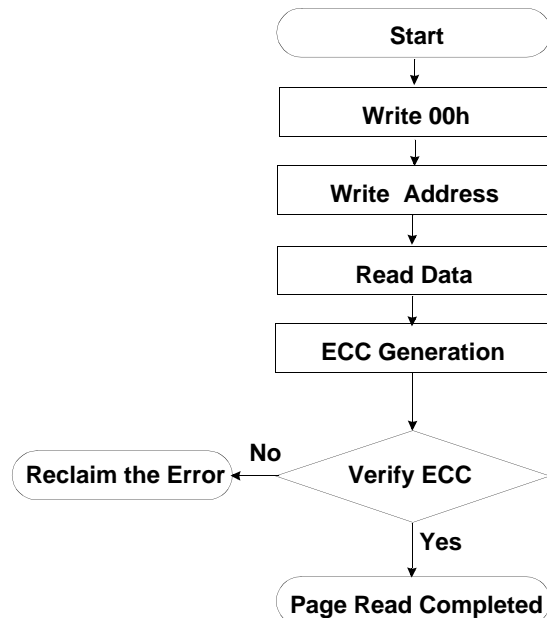 Start
Write 00h
Write Address
Read Data
ECC Generation
No
Reclaim the Error
Verify ECC
Yes
Page Read Completed